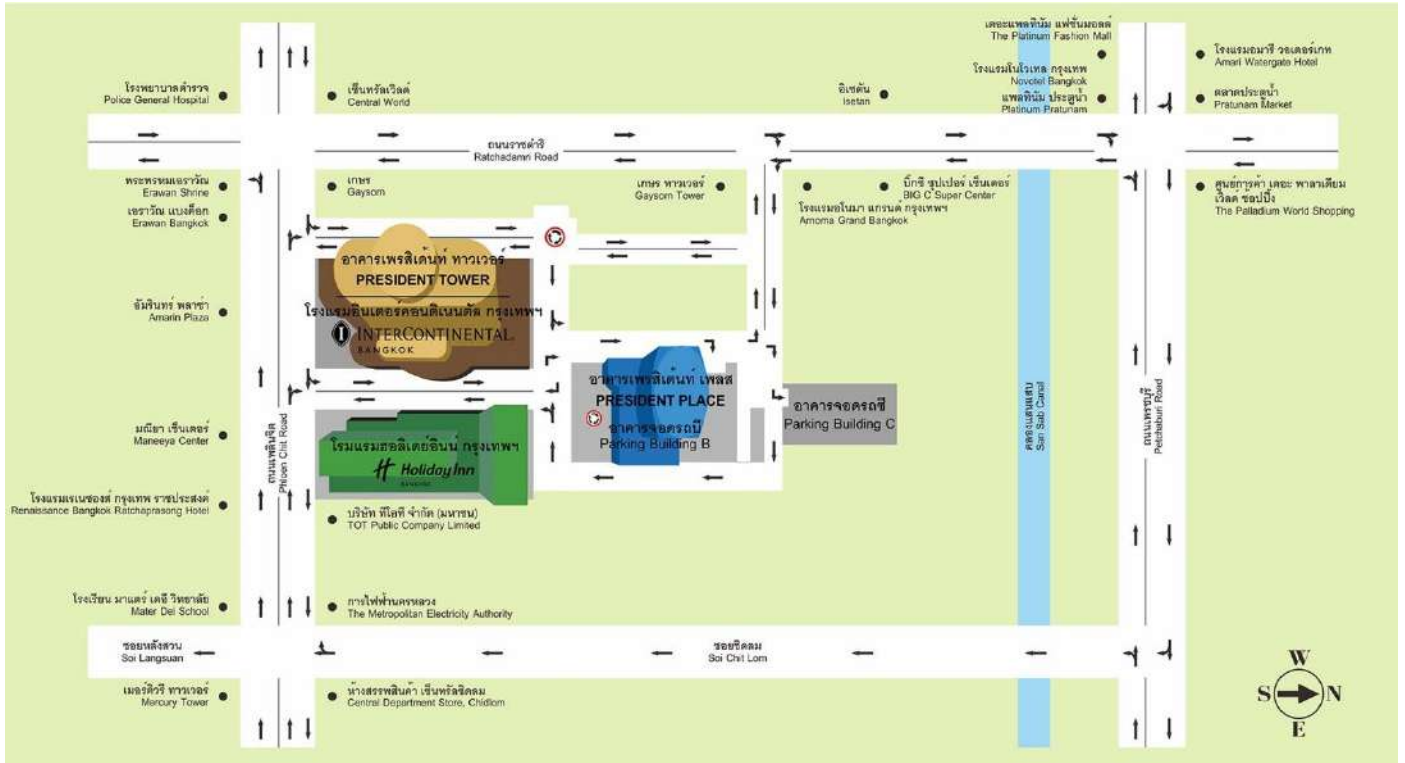 เดอะแพลทินัม แฟชั่นมอลล์
The Platinum Fashion Mall
โรงแรมอมารี วอเตอร์เกท
Amari Watergate Hotel
โรงแรมโนโวเทล กรุงเทพ
Novotel Bangkok
โรงพยาบาลตำรวจ
Police General Hospital
เซ็นทรัลเวิลด์
Central World
อิเซตัน
Isetan
แพลทินัม ประตูน้ำ
Platinum Pratunam
ตลาดประตูน้ำ
Pratunam Market
ถนนราชดำริ
Ratchadamn Road
พระพรหมเอราวัณ
Erawan Shrine
เกษร
Gaysorn
เกษร ทาวเวอร์
Gaysorn Tower
บิ๊กซี ซุปเปอร์ เซ็นเตอร์
BIG C Super Center
ศูนย์การค้า เดอะ พาลาเดียม
เวิลด์ ช้อปปิ้ง
The Palladium World Shopping
เอราวัณ แบงค็อก
Erawan Bangkok
โรงแรมอโนมา แกรนด์ กรุงเทพฯ
Arnoma Grand Bangkok
อาคารเพรสิเด้นท์ ทาวเวอร์
PRESIDENT TOWER
โรงแรมอินเตอร์คอนติเนนตัล กรุงเทพฯ
INTERCONTINENTAL
BANGKOK
อัมรินทร์ พลาซ่า
Amarin Plaza
อาคารเพรสิเด้นท์ เพลส
PRESIDENT PLACE
อาคารจอดรถบี
Parking Building B
อาคารจอดรถซี
Parking Building C
มณียา เซ็นเตอร์
Maneeya Center
ถนนเพลินจิต
Phloen Chit Road
โรมแรมฮอลิเดย์อินน์ กรุงเทพฯ
H Holiday Inn
BANGKOK
คลองแสนแสบ
San Sab Canal
ถนนเพชรบุรี
Petchaburi Road
โรงแรมเรเนซองส์ กรุงเทพ ราชประสงค์
Renaissance Bangkok Ratchaprasong Hotel
บริษัท ทีโอที จำกัด (มหาชน)
TOT Public Company Limited
โรงเรียน มาแตร์ เดอี วิทยาลัย
Mater Dei School
การไฟฟ้านครหลวง
The Metropolitan Electricity Authority
ซอยหลังสวน
Soi Langsuan
ซอยชิดลม
Soi Chit Lom
เมอร์คิวรี่ ทาวเวอร์
Mercury Tower
ห้างสรรพสินค้า เซ็นทรัลชิดลม
Central Department Store, Chidlom
W
S
N
E